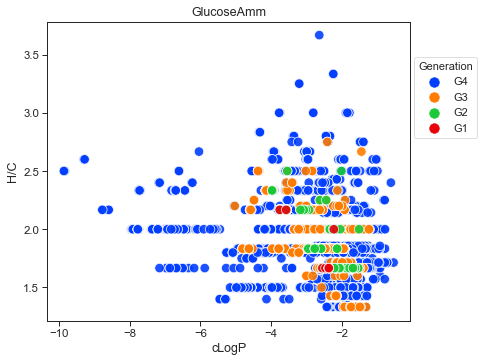 GlucoseAmm
3.5
3.0
2.5
2.0
1.5
H/C
−10
−8
−6
−4
−2
cLogP
Generation
G4
G3
G2
G1